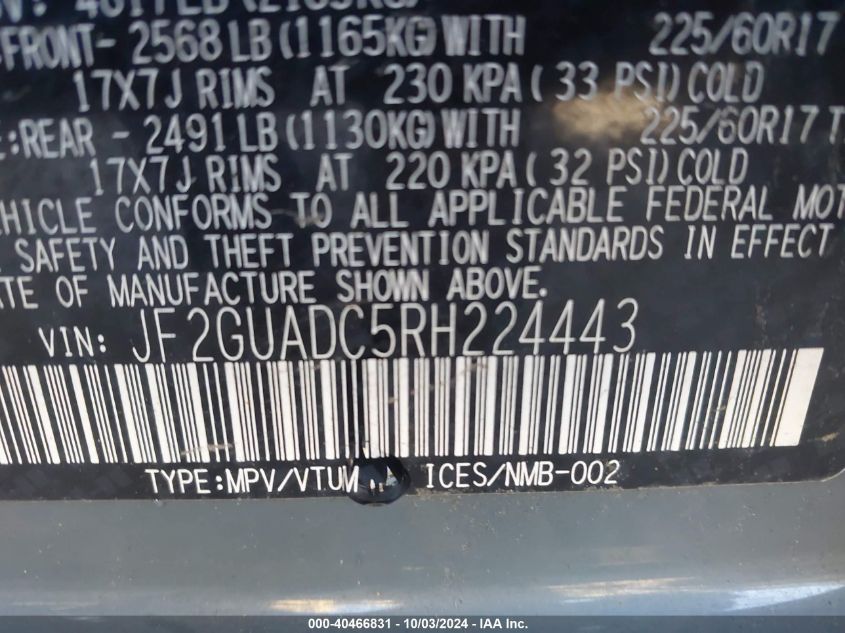 4817LB (2185KG)
FRONT- 2568 LB (1165KG) WITH 225/60R17
17X7J RIMS AT 230 KPA ( 33 PSI) COLD
:REAR - 2491 LB (1130KG) WITH 225/60R17 T
17X7J RIMS AT 220 KPA ( 32 PSI) COLD
EHICLE CONFORMS TO ALL APPLICABLE FEDERAL MOT
SAFETY AND THEFT PREVENTION STANDARDS IN EFFECT
TE OF MANUFACTURE SHOWN ABOVE.
VIN: JF2GUADC5RH224443
TYPE:MPV/VTUM ICES/NMB-002
000-40466831 - 10/03/2024 - IAA Inc.